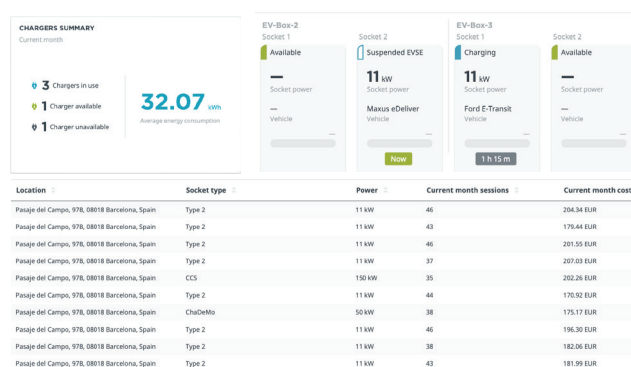 CHARGERS SUMMARY
Current month
3 Chargers in use
1 Charger available
1 Charger unavailable
32.07 kWh
Average energy consumption
EV-Box-2
Socket 1
Available
—
Socket power
—
Vehicle
—
Socket 2
Suspended EVSE
11 kW
Socket power
Maxus eDeliver
Vehicle
—
Now
EV-Box-3
Socket 1
Charging
11 kW
Socket power
Ford E-Transit
Vehicle
—
1 h 15 m
Socket 2
Available
—
Socket power
—
Vehicle
—
Location Socket type Power Current month sessions Current month cost
Pasaje del Campo, 97B, 08018 Barcelona, Spain Type 2 11 kW 46 204.34 EUR
Pasaje del Campo, 97B, 08018 Barcelona, Spain Type 2 11 kW 43 179.44 EUR
Pasaje del Campo, 97B, 08018 Barcelona, Spain Type 2 11 kW 46 201.55 EUR
Pasaje del Campo, 97B, 08018 Barcelona, Spain Type 2 11 kW 37 207.03 EUR
Pasaje del Campo, 97B, 08018 Barcelona, Spain CCS 150 kW 35 202.26 EUR
Pasaje del Campo, 97B, 08018 Barcelona, Spain Type 2 11 kW 44 170.92 EUR
Pasaje del Campo, 97B, 08018 Barcelona, Spain ChaDeMo 50 kW 38 175.17 EUR
Pasaje del Campo, 97B, 08018 Barcelona, Spain Type 2 11 kW 46 196.30 EUR
Pasaje del Campo, 97B, 08018 Barcelona, Spain Type 2 11 kW 38 182.06 EUR
Pasaje del Campo, 97B, 08018 Barcelona, Spain Type 2 11 kW 43 181.99 EUR